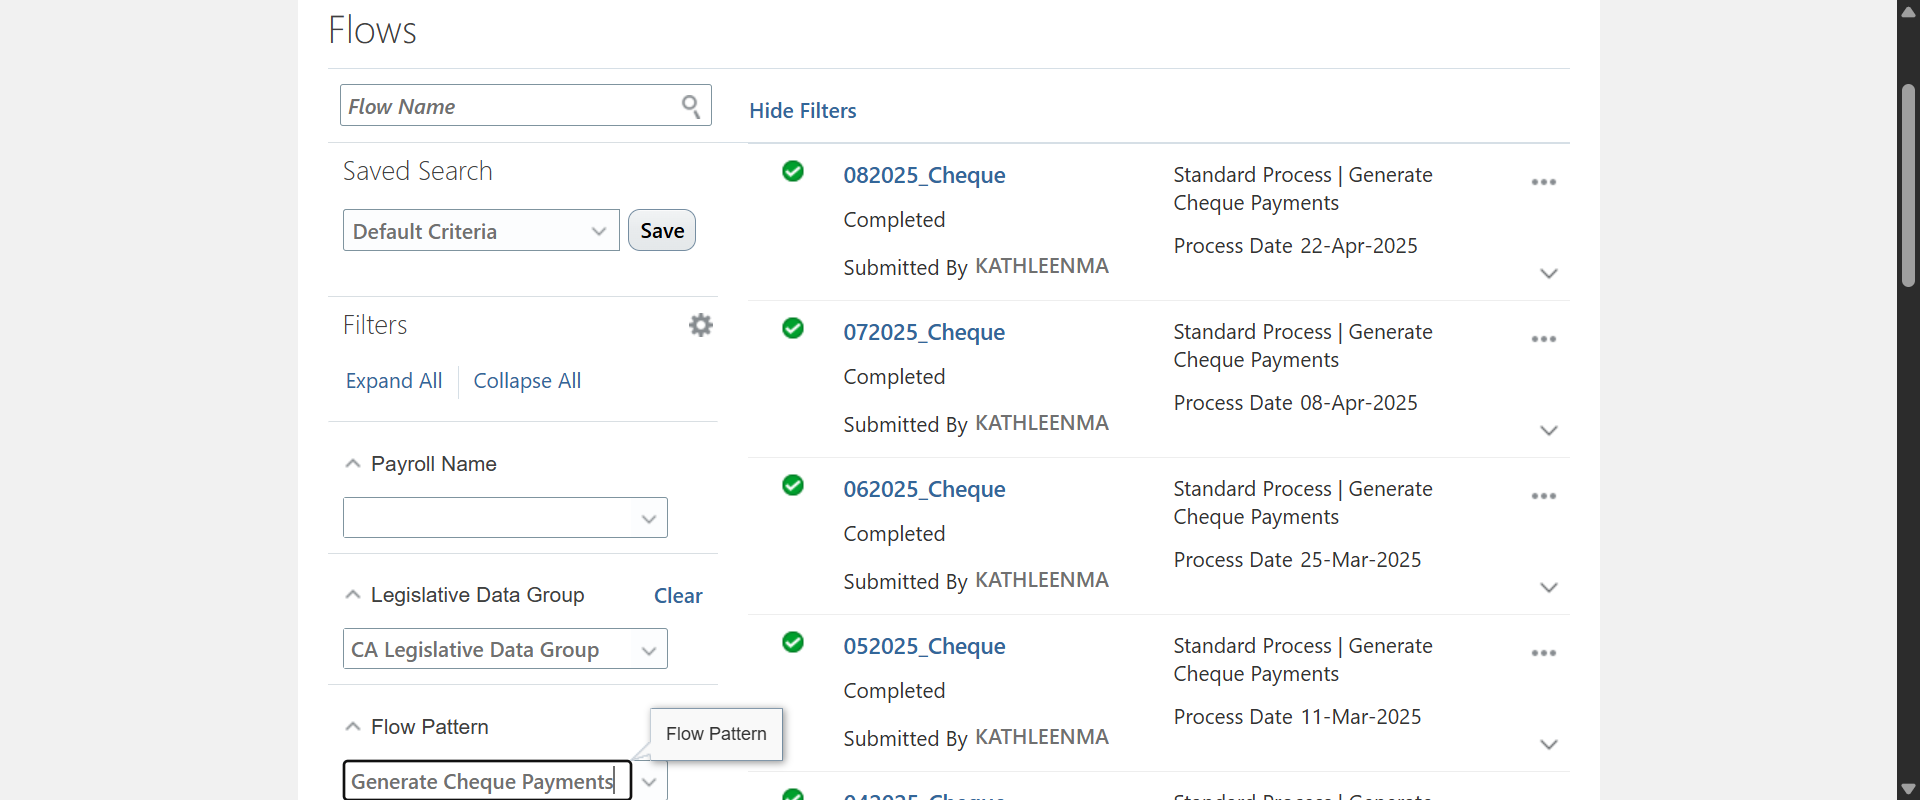 Flows
Flow Name
Hide Filters
Saved Search
Default Criteria
Save
Filters
Expand All
Collapse All
Payroll Name
Legislative Data Group
Clear
CA Legislative Data Group
Flow Pattern
Flow Pattern
Generate Cheque Payments
082025_Cheque
Completed
Submitted By KATHLEENMA
Standard Process | Generate
Cheque Payments
Process Date 22-Apr-2025
072025_Cheque
Completed
Submitted By KATHLEENMA
Standard Process | Generate
Cheque Payments
Process Date 08-Apr-2025
062025_Cheque
Completed
Submitted By KATHLEENMA
Standard Process | Generate
Cheque Payments
Process Date 25-Mar-2025
052025_Cheque
Completed
Submitted By KATHLEENMA
Standard Process | Generate
Cheque Payments
Process Date 11-Mar-2025